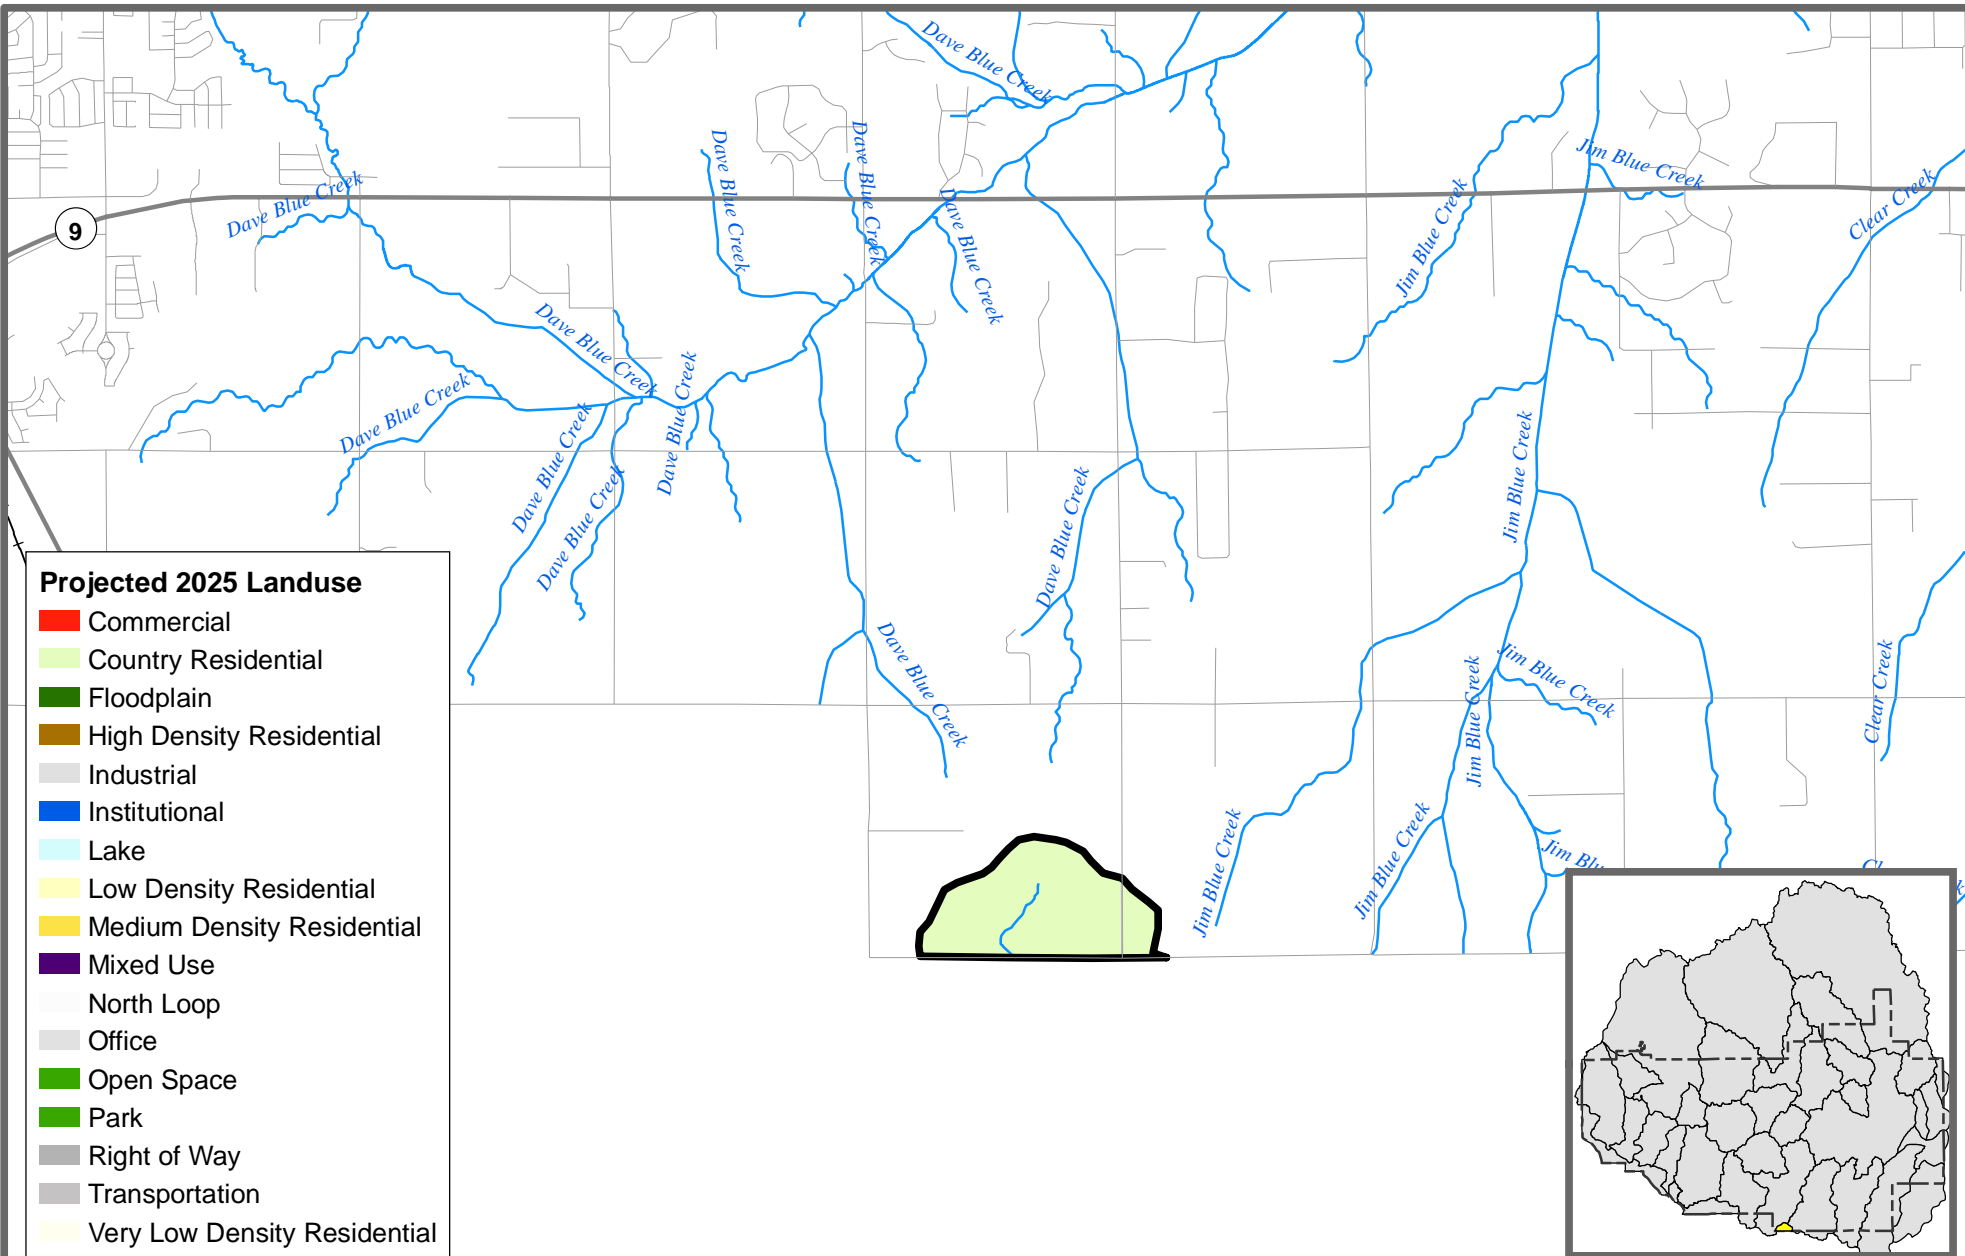 Dave Blue Creek
Dave Blue Creek
Dave Blue Creek
Dave Blue Creek
Dave Blue Creek
Jim Blue Creek
Jim Blue Creek
Clear Creek
9
Dave Blue Creek
Dave Blue Creek
Dave Blue Creek
Dave Blue Creek
Dave Blue Creek
Dave Blue Creek
Jim Blue Creek
Dave Blue Creek
Jim Blue Creek
Jim Blue Creek
Clear Creek
Jim Blue Creek
Jim Blue Creek
Jim Blu
Cl
k
Projected 2025 Landuse
Commercial
Country Residential
Floodplain
High Density Residential
Industrial
Institutional
Lake
Low Density Residential
Medium Density Residential
Mixed Use
North Loop
Office
Open Space
Park
Right of Way
Transportation
Very Low Density Residential